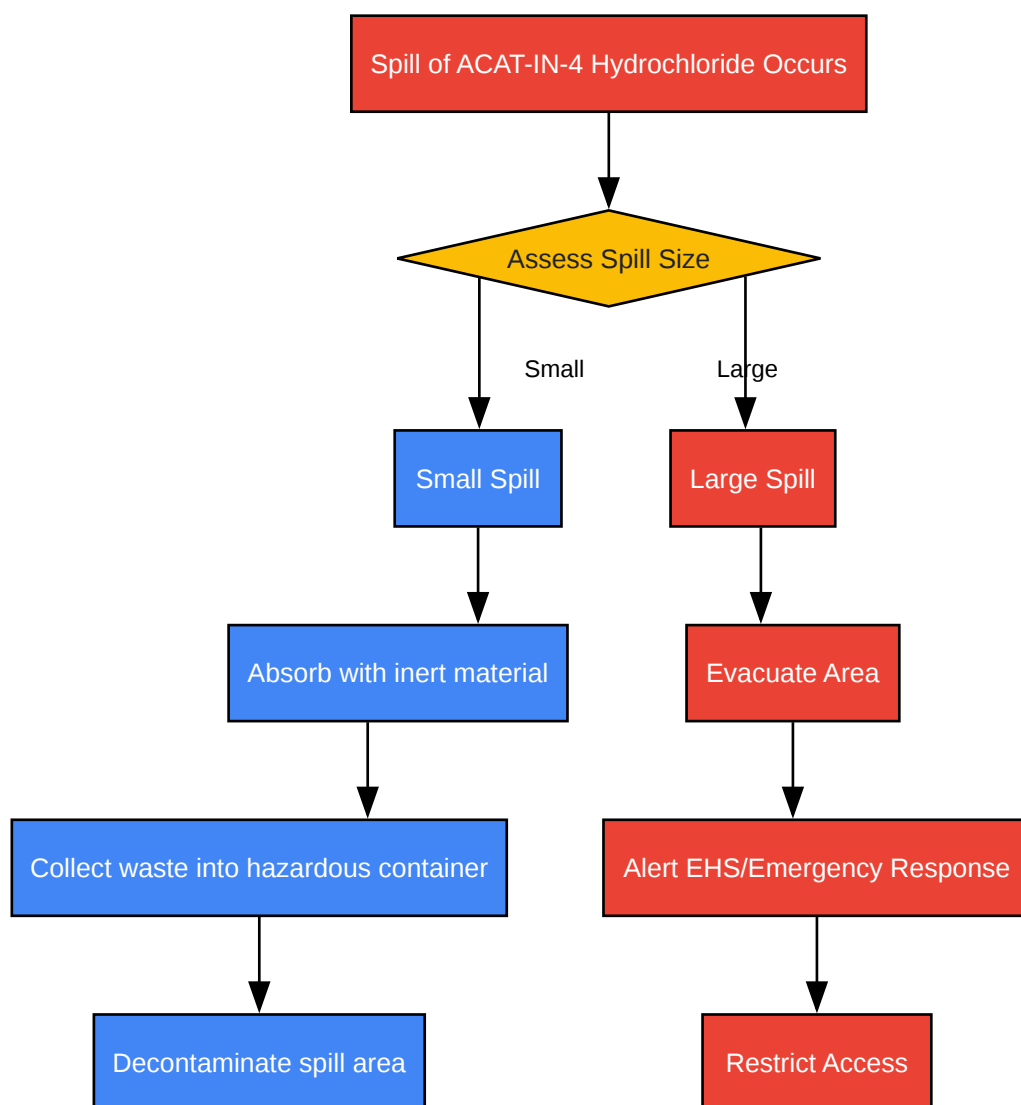 Spill of ACAT-IN-4 Hydrochloride Occurs
Assess Spill Size
Small
Large
Small Spill
Large Spill
Absorb with inert material
Evacuate Area
Collect waste into hazardous container
Alert EHS/Emergency Response
Decontaminate spill area
Restrict Access